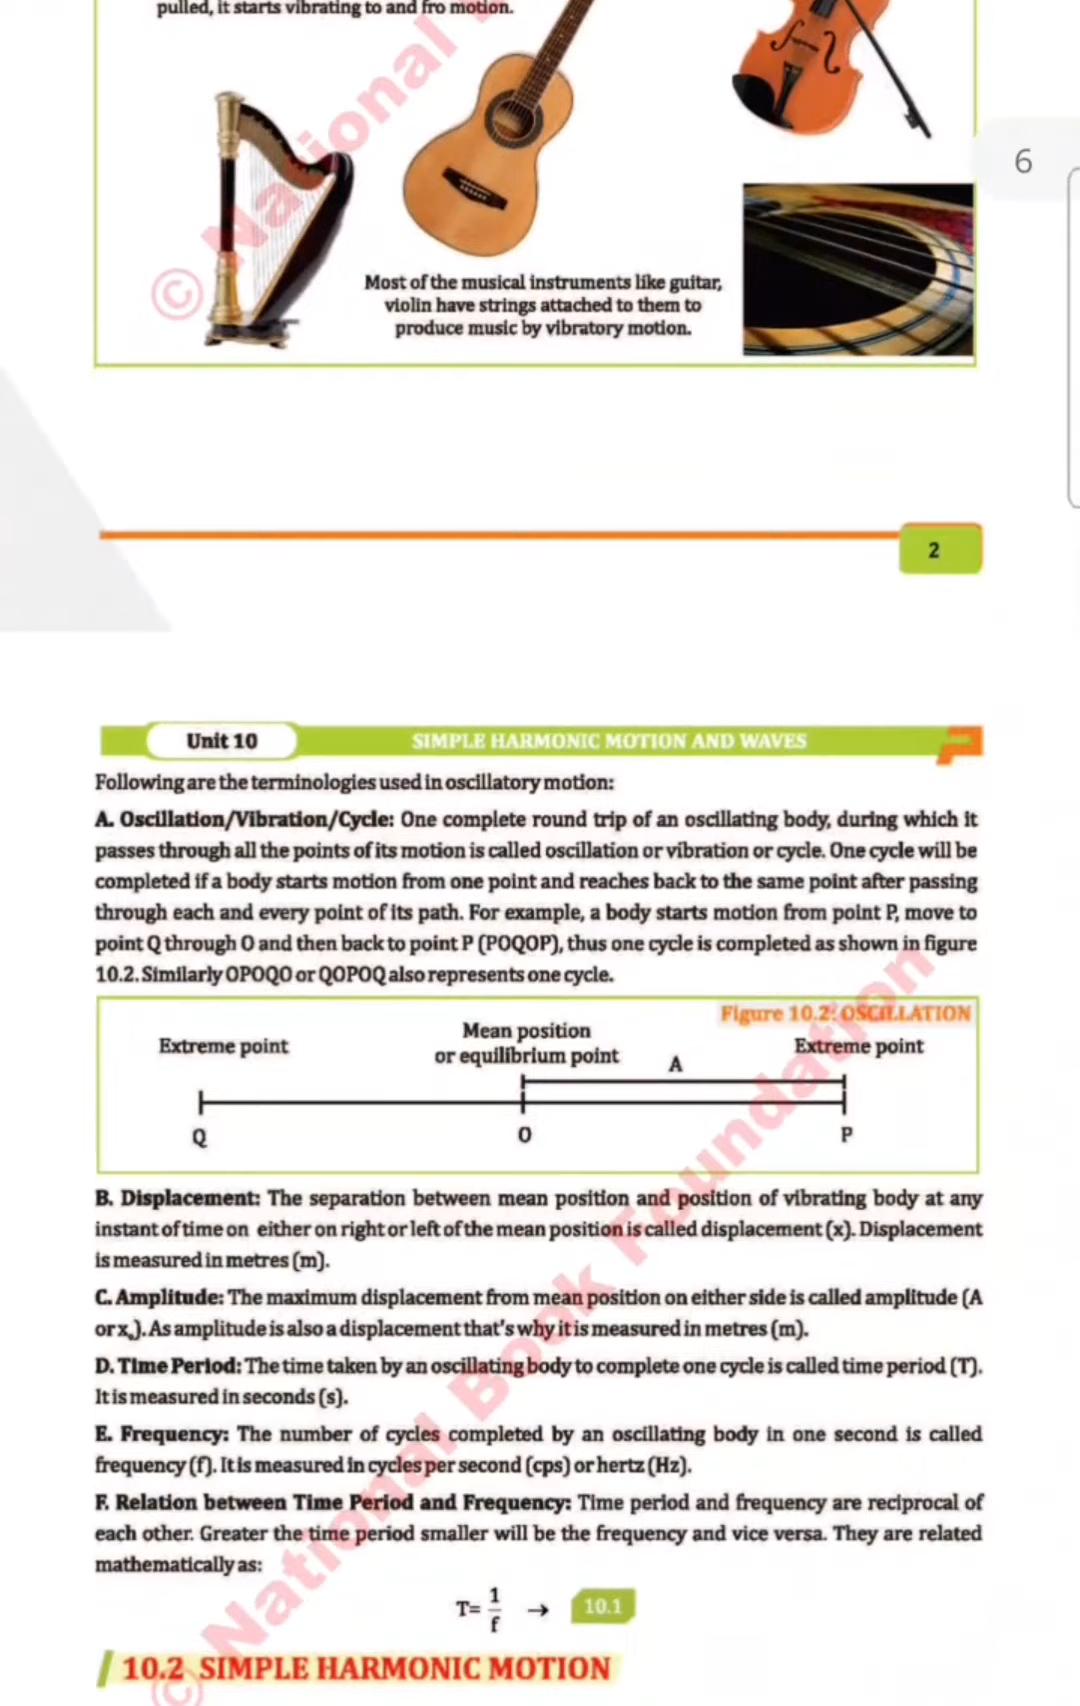 pulled, it starts vibrating to and fro motion.
6
Most of the musical instruments like guitar,
violin have strings attached to them to
produce music by vibratory motion.
2
Unit 10
SIMPLE HARMONIC MOTION AND WAVES
Following are the terminologies used in oscillatory motion:
A. Oscillation/Vibration/Cycle: One complete round trip of an oscillating body, during which it
passes through all the points of its motion is called oscillation or vibration or cycle. One cycle will be
completed if a body starts motion from one point and reaches back to the same point after passing
through each and every point of its path. For example, a body starts motion from point P, move to
point Q through O and then back to point P (POQOP), thus one cycle is completed as shown in figure
10.2. Similarly OPOQO or QOPOQ also represents one cycle.
Figure 10.2: OSCILLATION
Extreme point
Mean position
or equilibrium point
A
Extreme point
Q
O
P
B. Displacement: The separation between mean position and position of vibrating body at any
instant of time on either on right or left of the mean position is called displacement (x). Displacement
is measured in metres (m).
C. Amplitude: The maximum displacement from mean position on either side is called amplitude (A
or x₀). As amplitude is also a displacement that's why it is measured in metres (m).
D. Time Period: The time taken by an oscillating body to complete one cycle is called time period (T).
It is measured in seconds (s).
E. Frequency: The number of cycles completed by an oscillating body in one second is called
frequency (f). It is measured in cycles per second (cps) or hertz (Hz).
F. Relation between Time Period and Frequency: Time period and frequency are reciprocal of
each other. Greater the time period smaller will be the frequency and vice versa. They are related
mathematically as:
T= 1/f → 10.1
10.2 SIMPLE HARMONIC MOTION
© National
© National Book Foundation